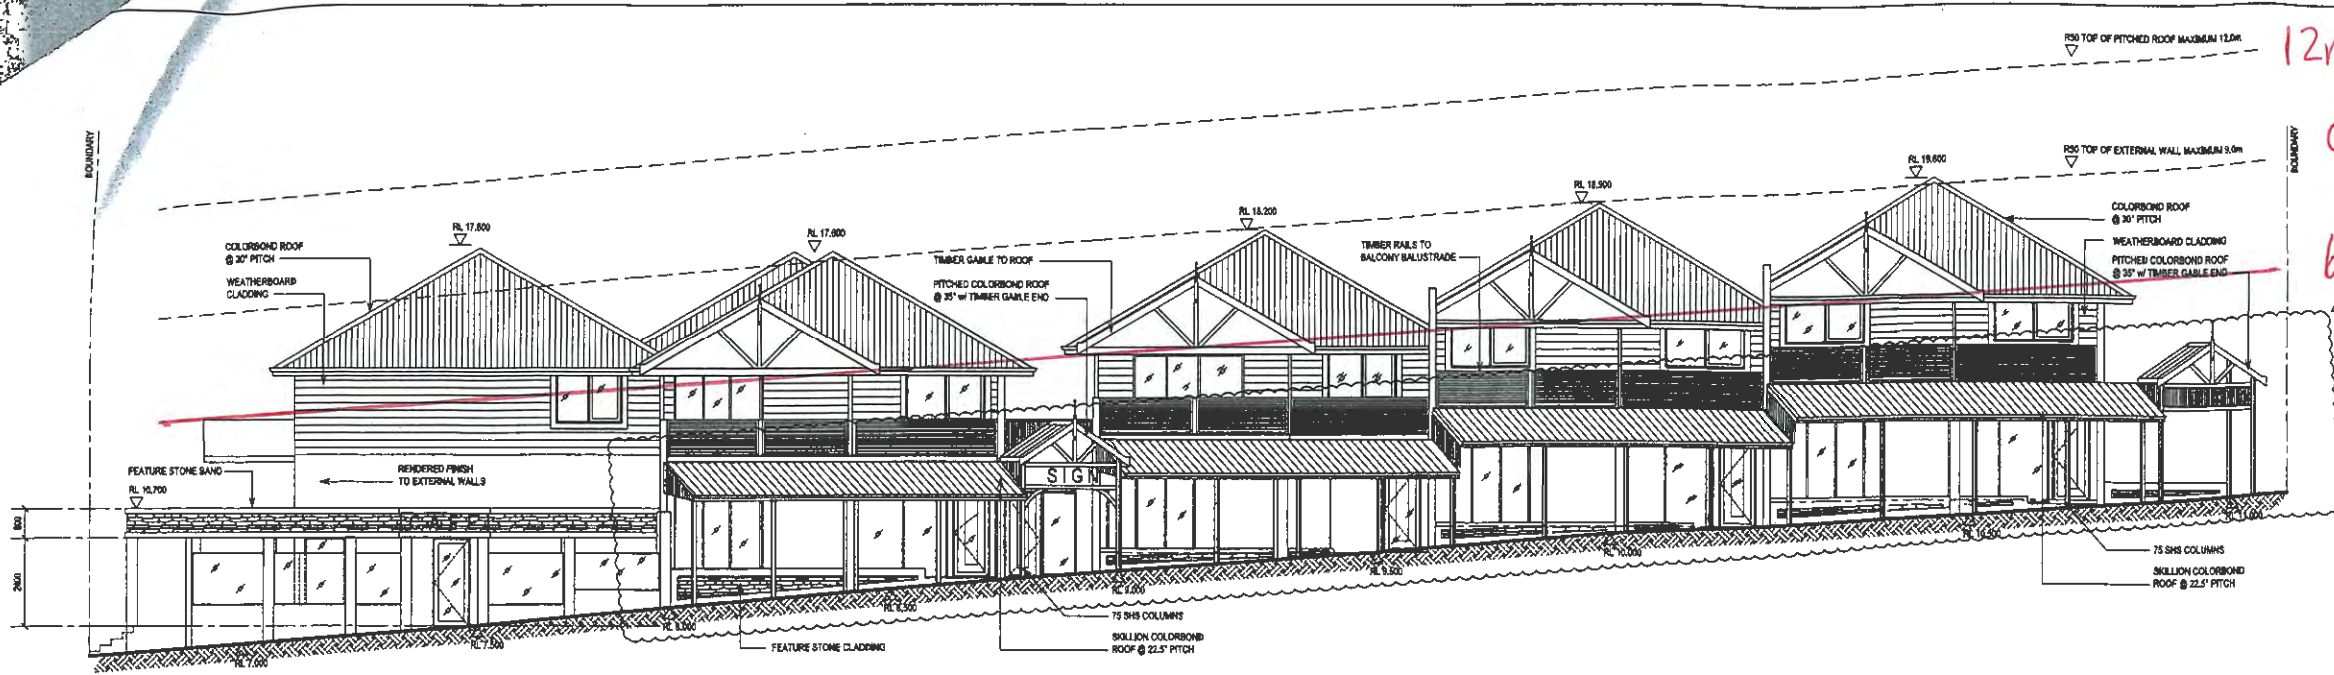 R50 TOP OF PITCHED ROOF MAXIMUM 12.0m
BOUNDARY
BOUNDARY
R50 TOP OF EXTERNAL WALL MAXIMUM 9.0m
RL 19.600
RL 18.900
RL 18.200
RL 17.600
COLORBOND ROOF
@ 30° PITCH
WEATHERBOARD
CLADDING
TIMBER GABLE TO ROOF
PITCHED COLORBOND ROOF
@ 35° w/ TIMBER GABLE END
TIMBER RAILS TO
BALCONY BALUSTRADE
COLORBOND ROOF
@ 30° PITCH
WEATHERBOARD CLADDING
PITCHED COLORBOND ROOF
@ 35° w/ TIMBER GABLE END
FEATURE STONE BAND
RL 10.700
RENDERED FINISH
TO EXTERNAL WALLS
SIGN
RL 7.000
RL 7.500
RL 8.000
RL 8.500
RL 9.000
RL 9.500
RL 10.000
RL 10.500
RL 11.000
FEATURE STONE CLADDING
75 SHS COLUMNS
SKILLION COLORBOND
ROOF @ 22.5° PITCH
75 SHS COLUMNS
SKILLION COLORBOND
ROOF @ 22.5° PITCH